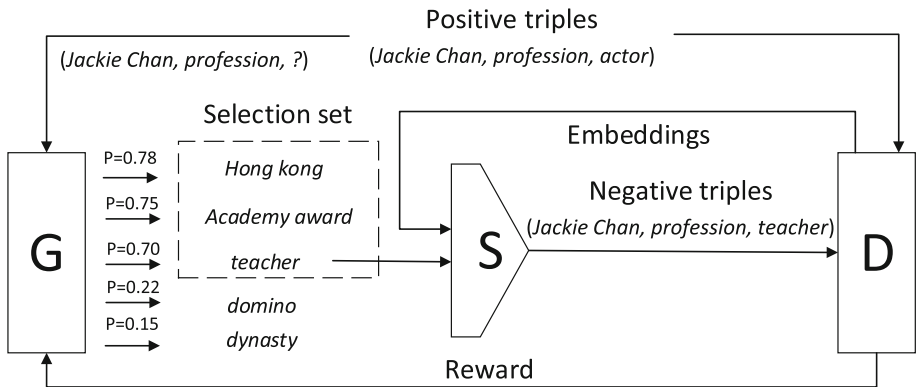 Positive triples
(Jackie Chan, profession, ?)
(Jackie Chan, profession, actor)
Selection set
Embeddings
P=0.78
Hong kong
P=0.75
Academy award
Negative triples
(Jackie Chan, profession, teacher)
G
P=0.70
teacher
S
D
P=0.22
domino
P=0.15
dynasty
Reward